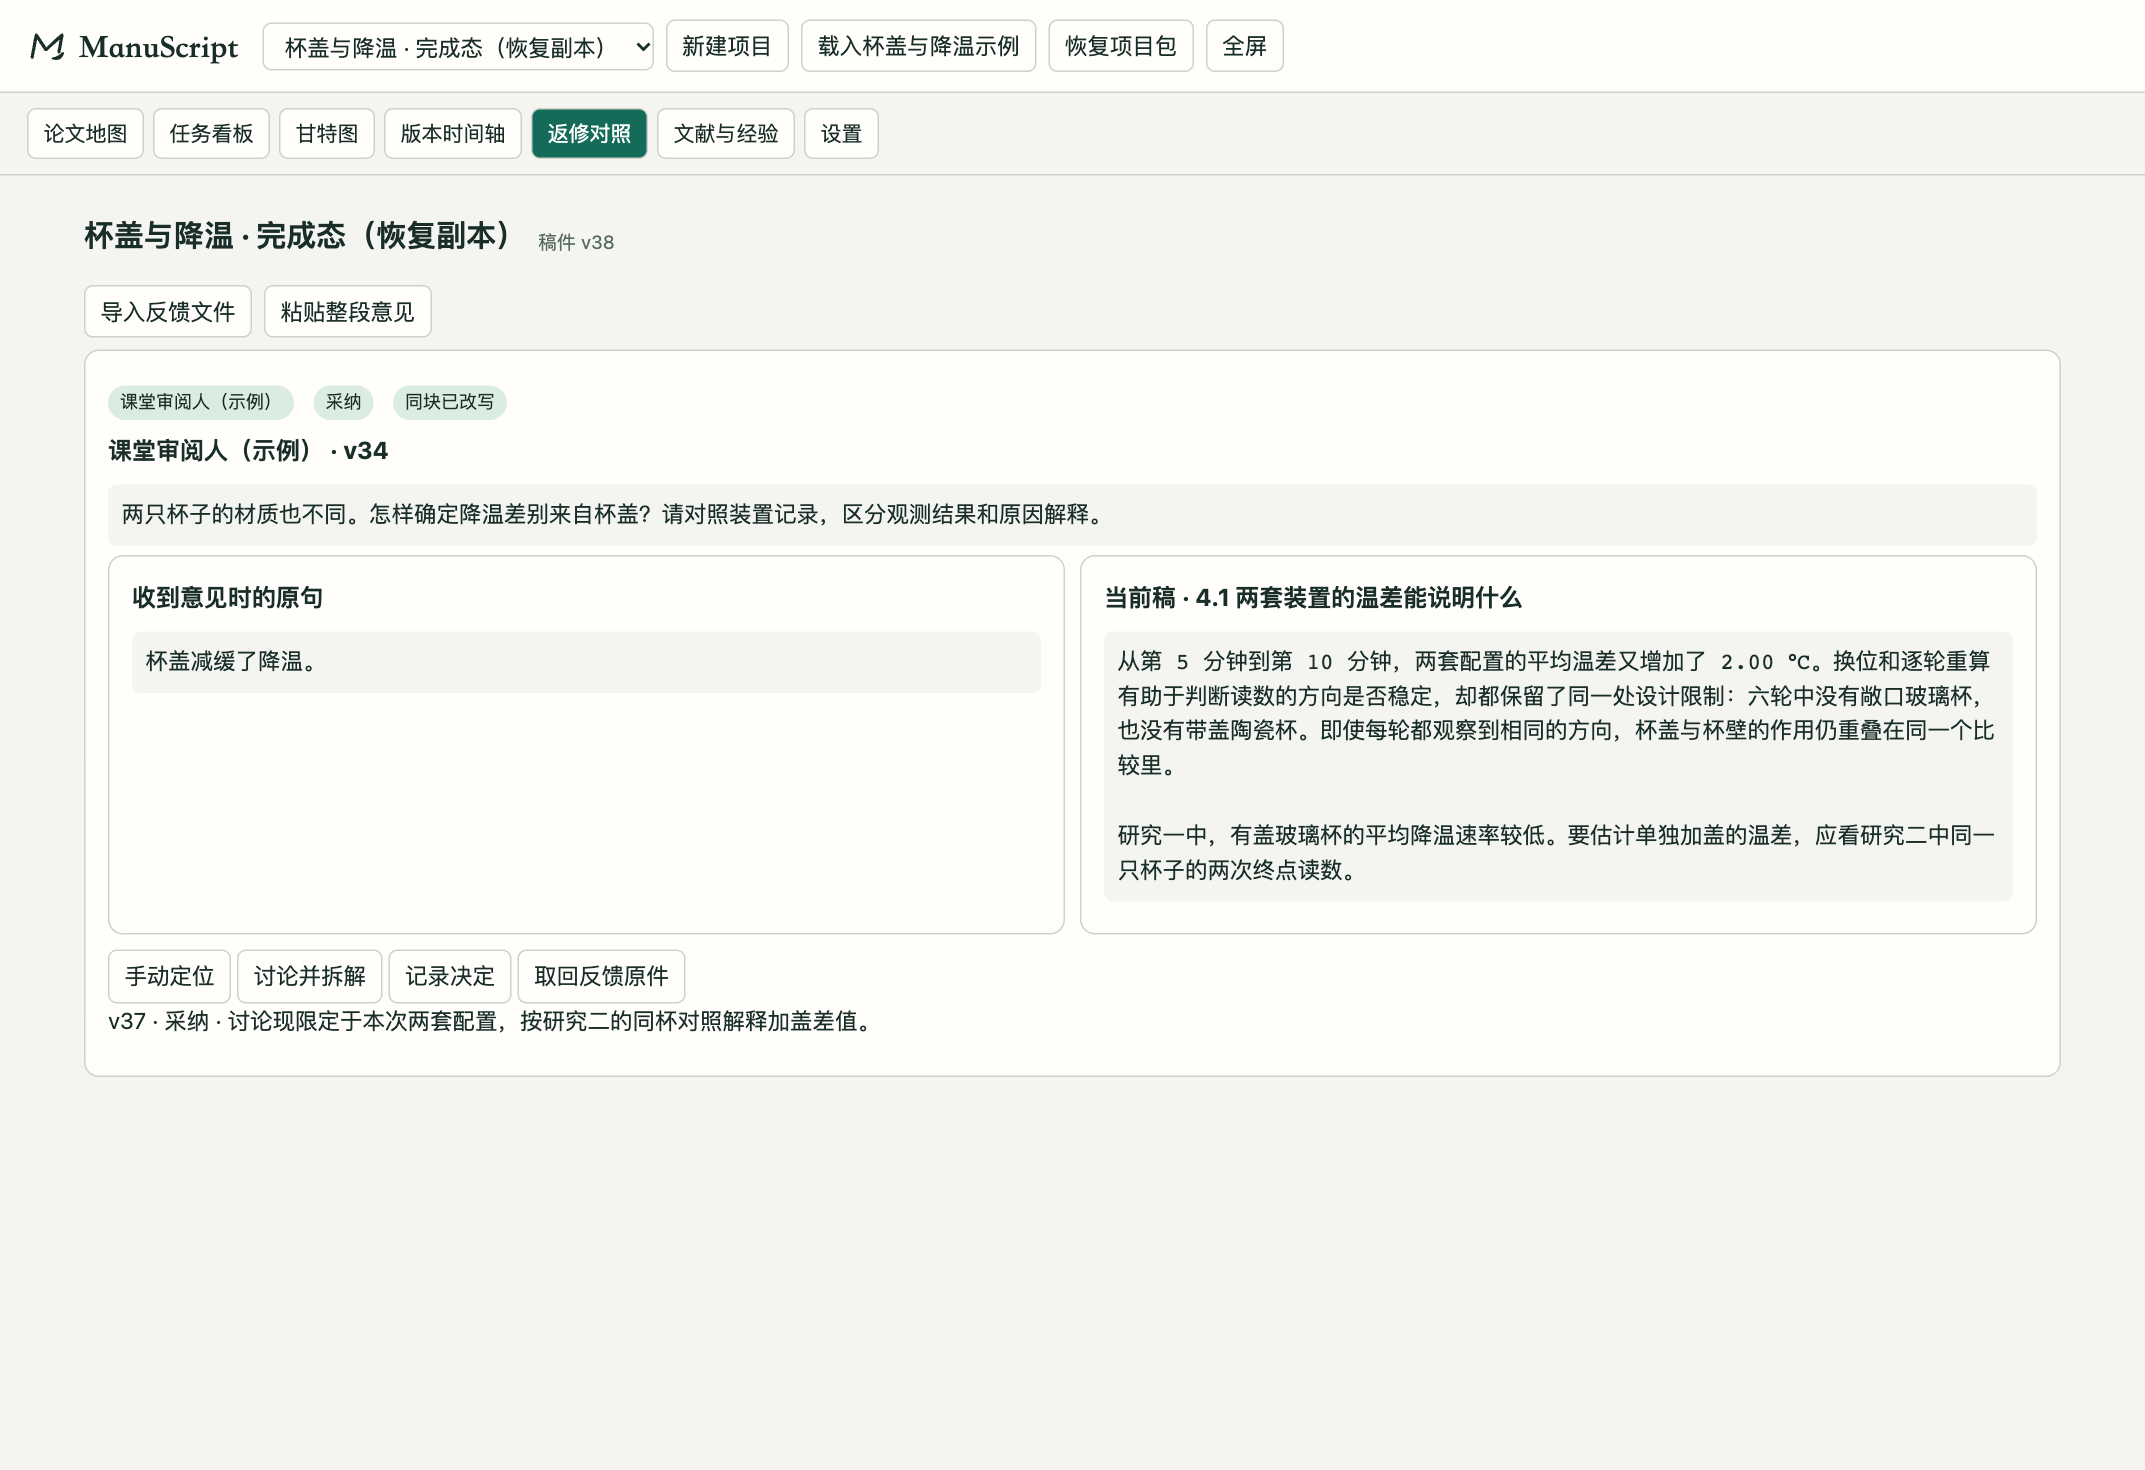 ManuScript
杯盖与降温 · 完成态（恢复副本）
新建项目
载入杯盖与降温示例
恢复项目包
全屏
论文地图
任务看板
甘特图
版本时间轴
返修对照
文献与经验
设置
杯盖与降温 · 完成态（恢复副本） 稿件 v38
导入反馈文件
粘贴整段意见
课堂审阅人（示例）
采纳
同块已改写
课堂审阅人（示例） · v34
两只杯子的材质也不同。怎样确定降温差别来自杯盖？请对照装置记录，区分观测结果和原因解释。
收到意见时的原句
杯盖减缓了降温。
当前稿 · 4.1 两套装置的温差能说明什么
从第 5 分钟到第 10 分钟，两套配置的平均温差又增加了 2.00 ℃。换位和逐轮重算
有助于判断读数的方向是否稳定，却都保留了同一处设计限制：六轮中没有敞口玻璃杯，
也没有带盖陶瓷杯。即使每轮都观察到相同的方向，杯盖与杯壁的作用仍重叠在同一个比
较里。
研究一中，有盖玻璃杯的平均降温速率较低。要估计单独加盖的温差，应看研究二中同一
只杯子的两次终点读数。
手动定位
讨论并拆解
记录决定
取回反馈原件
v37 · 采纳 · 讨论现限定于本次两套配置，按研究二的同杯对照解释加盖差值。